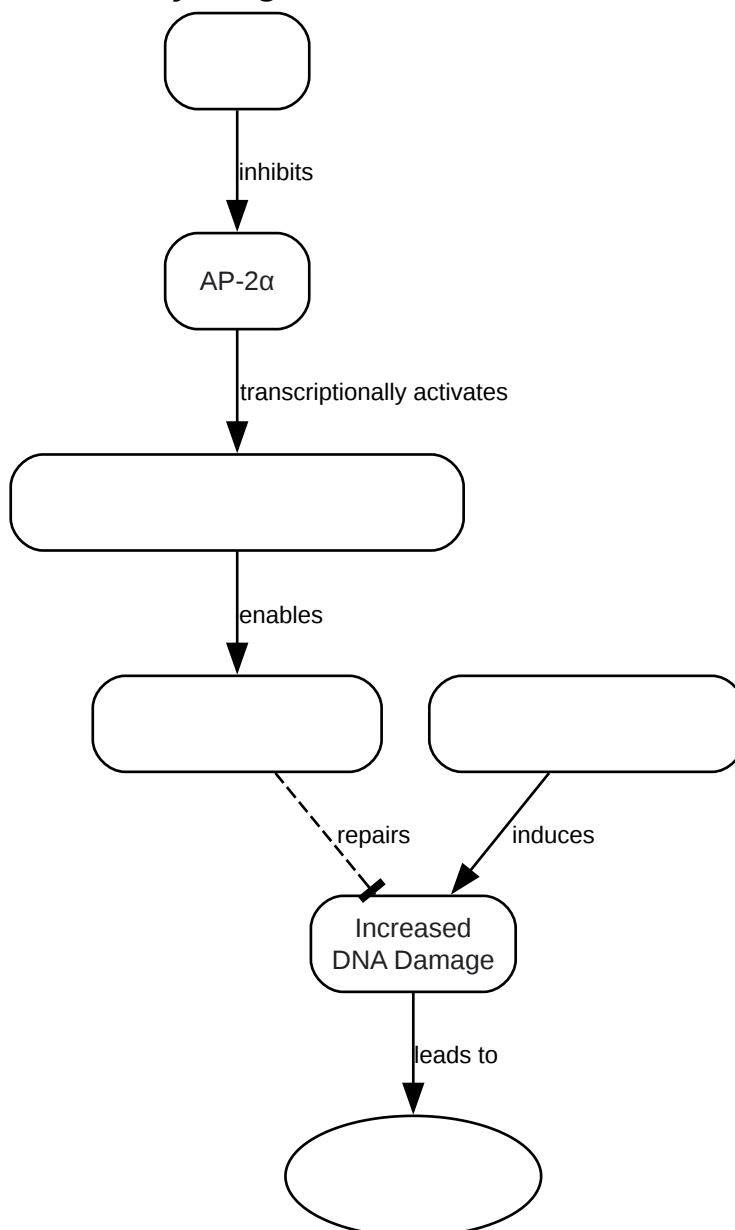 inhibits
AP-2α
transcriptionally activates
enables
repairs
induces
Increased
DNA Damage
leads to